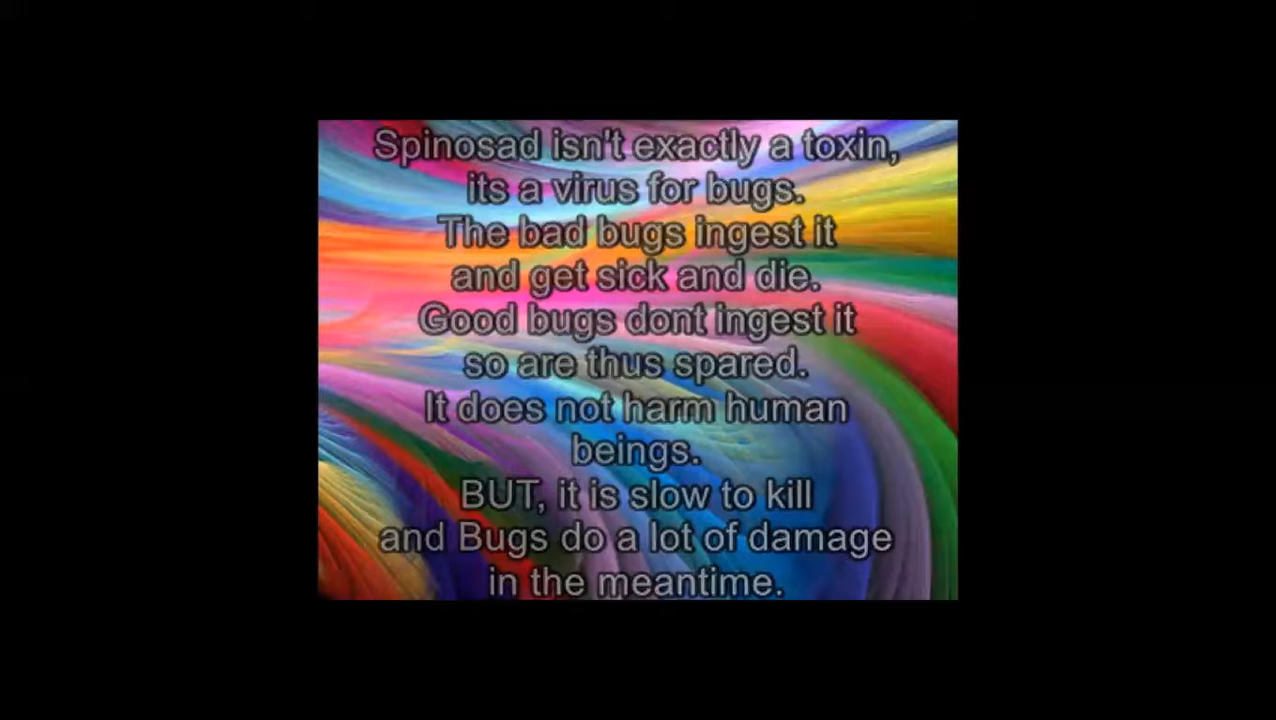 Spinosad isn't exactly a toxin,
its a virus for bugs.
The bad bugs ingest it
and get sick and die.
Good bugs dont ingest it
so are thus spared.
It does not harm human
beings.
BUT, it is slow to kill
and Bugs do a lot of damage
in the meantime.